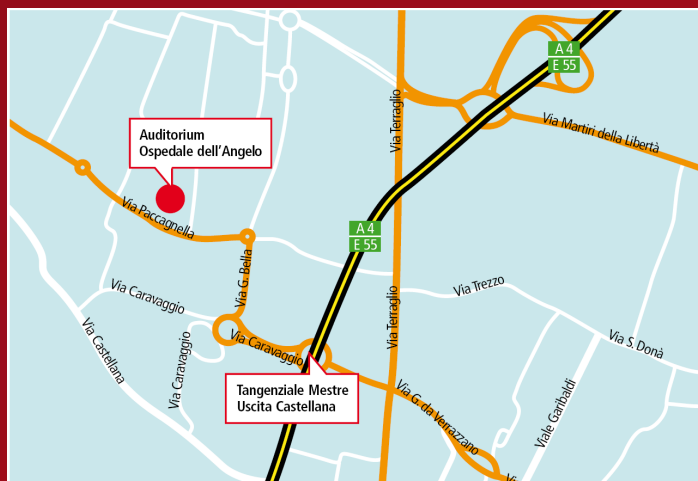 A 4
E 55
Via Martiri della Libertà
Via Terraglio
Auditorium
Ospedale dell'Angelo
Via Paccagnella
A 4
E 55
Via G. Bella
Via Trezzo
Via Caravaggio
Via Castellana
Via Caravaggio
Via Caravaggio
Via Terraglio
Via S. Donà
Tangenziale Mestre
Uscita Castellana
Via G. da Verrazzano
Viale Garibaldi